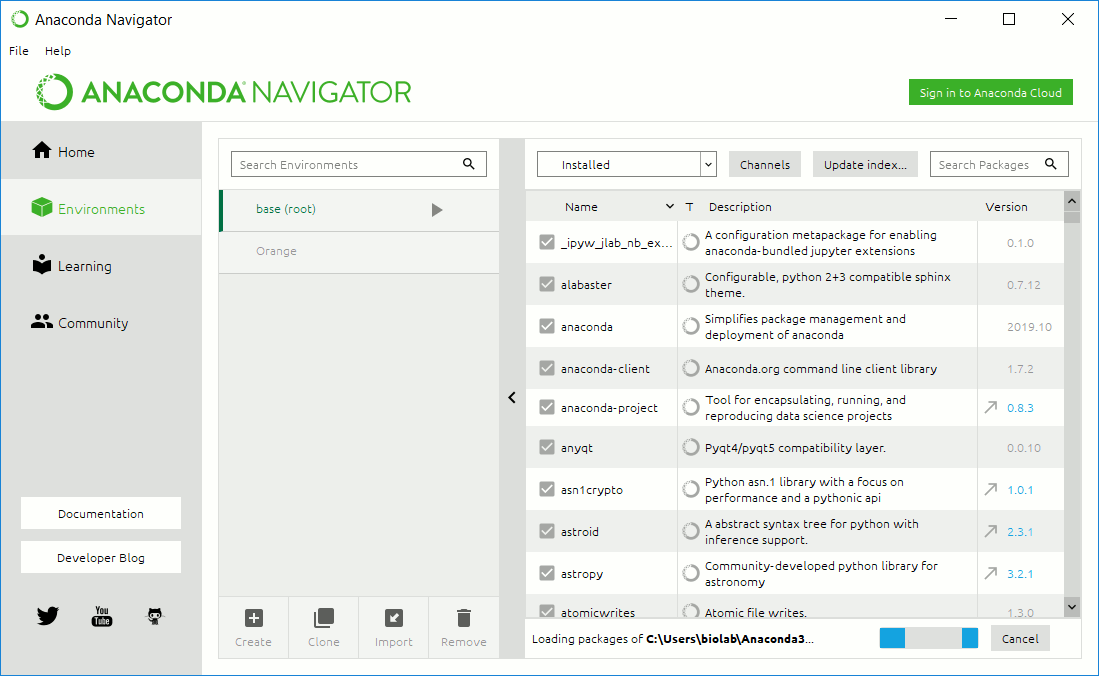 Anaconda Navigator
File Help
ANACONDA NAVIGATOR
Sign in to Anaconda Cloud
Home
Environments
Learning
Community
Documentation
Developer Blog
You
Tube
Search Environments
base (root)
Orange
Create Clone Import Remove
Installed Channels Update index... Search Packages
Name T Description Version
_ipyw_jlab_nb_ex... A configuration metapackage for enabling
anaconda-bundled jupyter extensions 0.1.0
alabaster Configurable, python 2+3 compatible sphinx
theme. 0.7.12
anaconda Simplifies package management and
deployment of anaconda 2019.10
anaconda-client Anaconda.org command line client library 1.7.2
anaconda-project Tool for encapsulating, running, and
reproducing data science projects 0.8.3
anyqt Pyqt4/pyqt5 compatibility layer. 0.0.10
asn1crypto Python asn.1 library with a focus on
performance and a pythonic api 1.0.1
astroid A abstract syntax tree for python with
inference support. 2.3.1
astropy Community-developed python library for
astronomy 3.2.1
atomicwrites Atomic file writes. 1.3.0
Loading packages of C:\Users\biolab\Anaconda3... Cancel